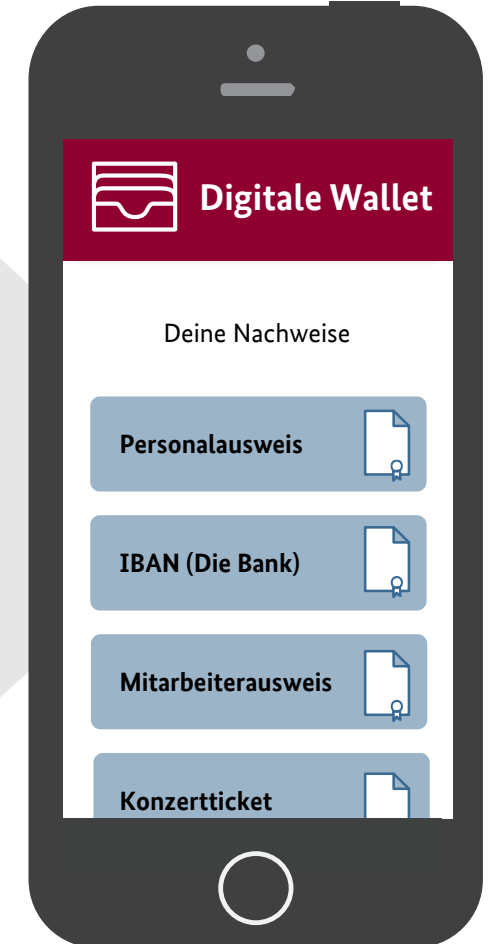 Digitale Wallet
Deine Nachweise
Personalausweis
IBAN (Die Bank)
Mitarbeiterausweis
Konzertticket